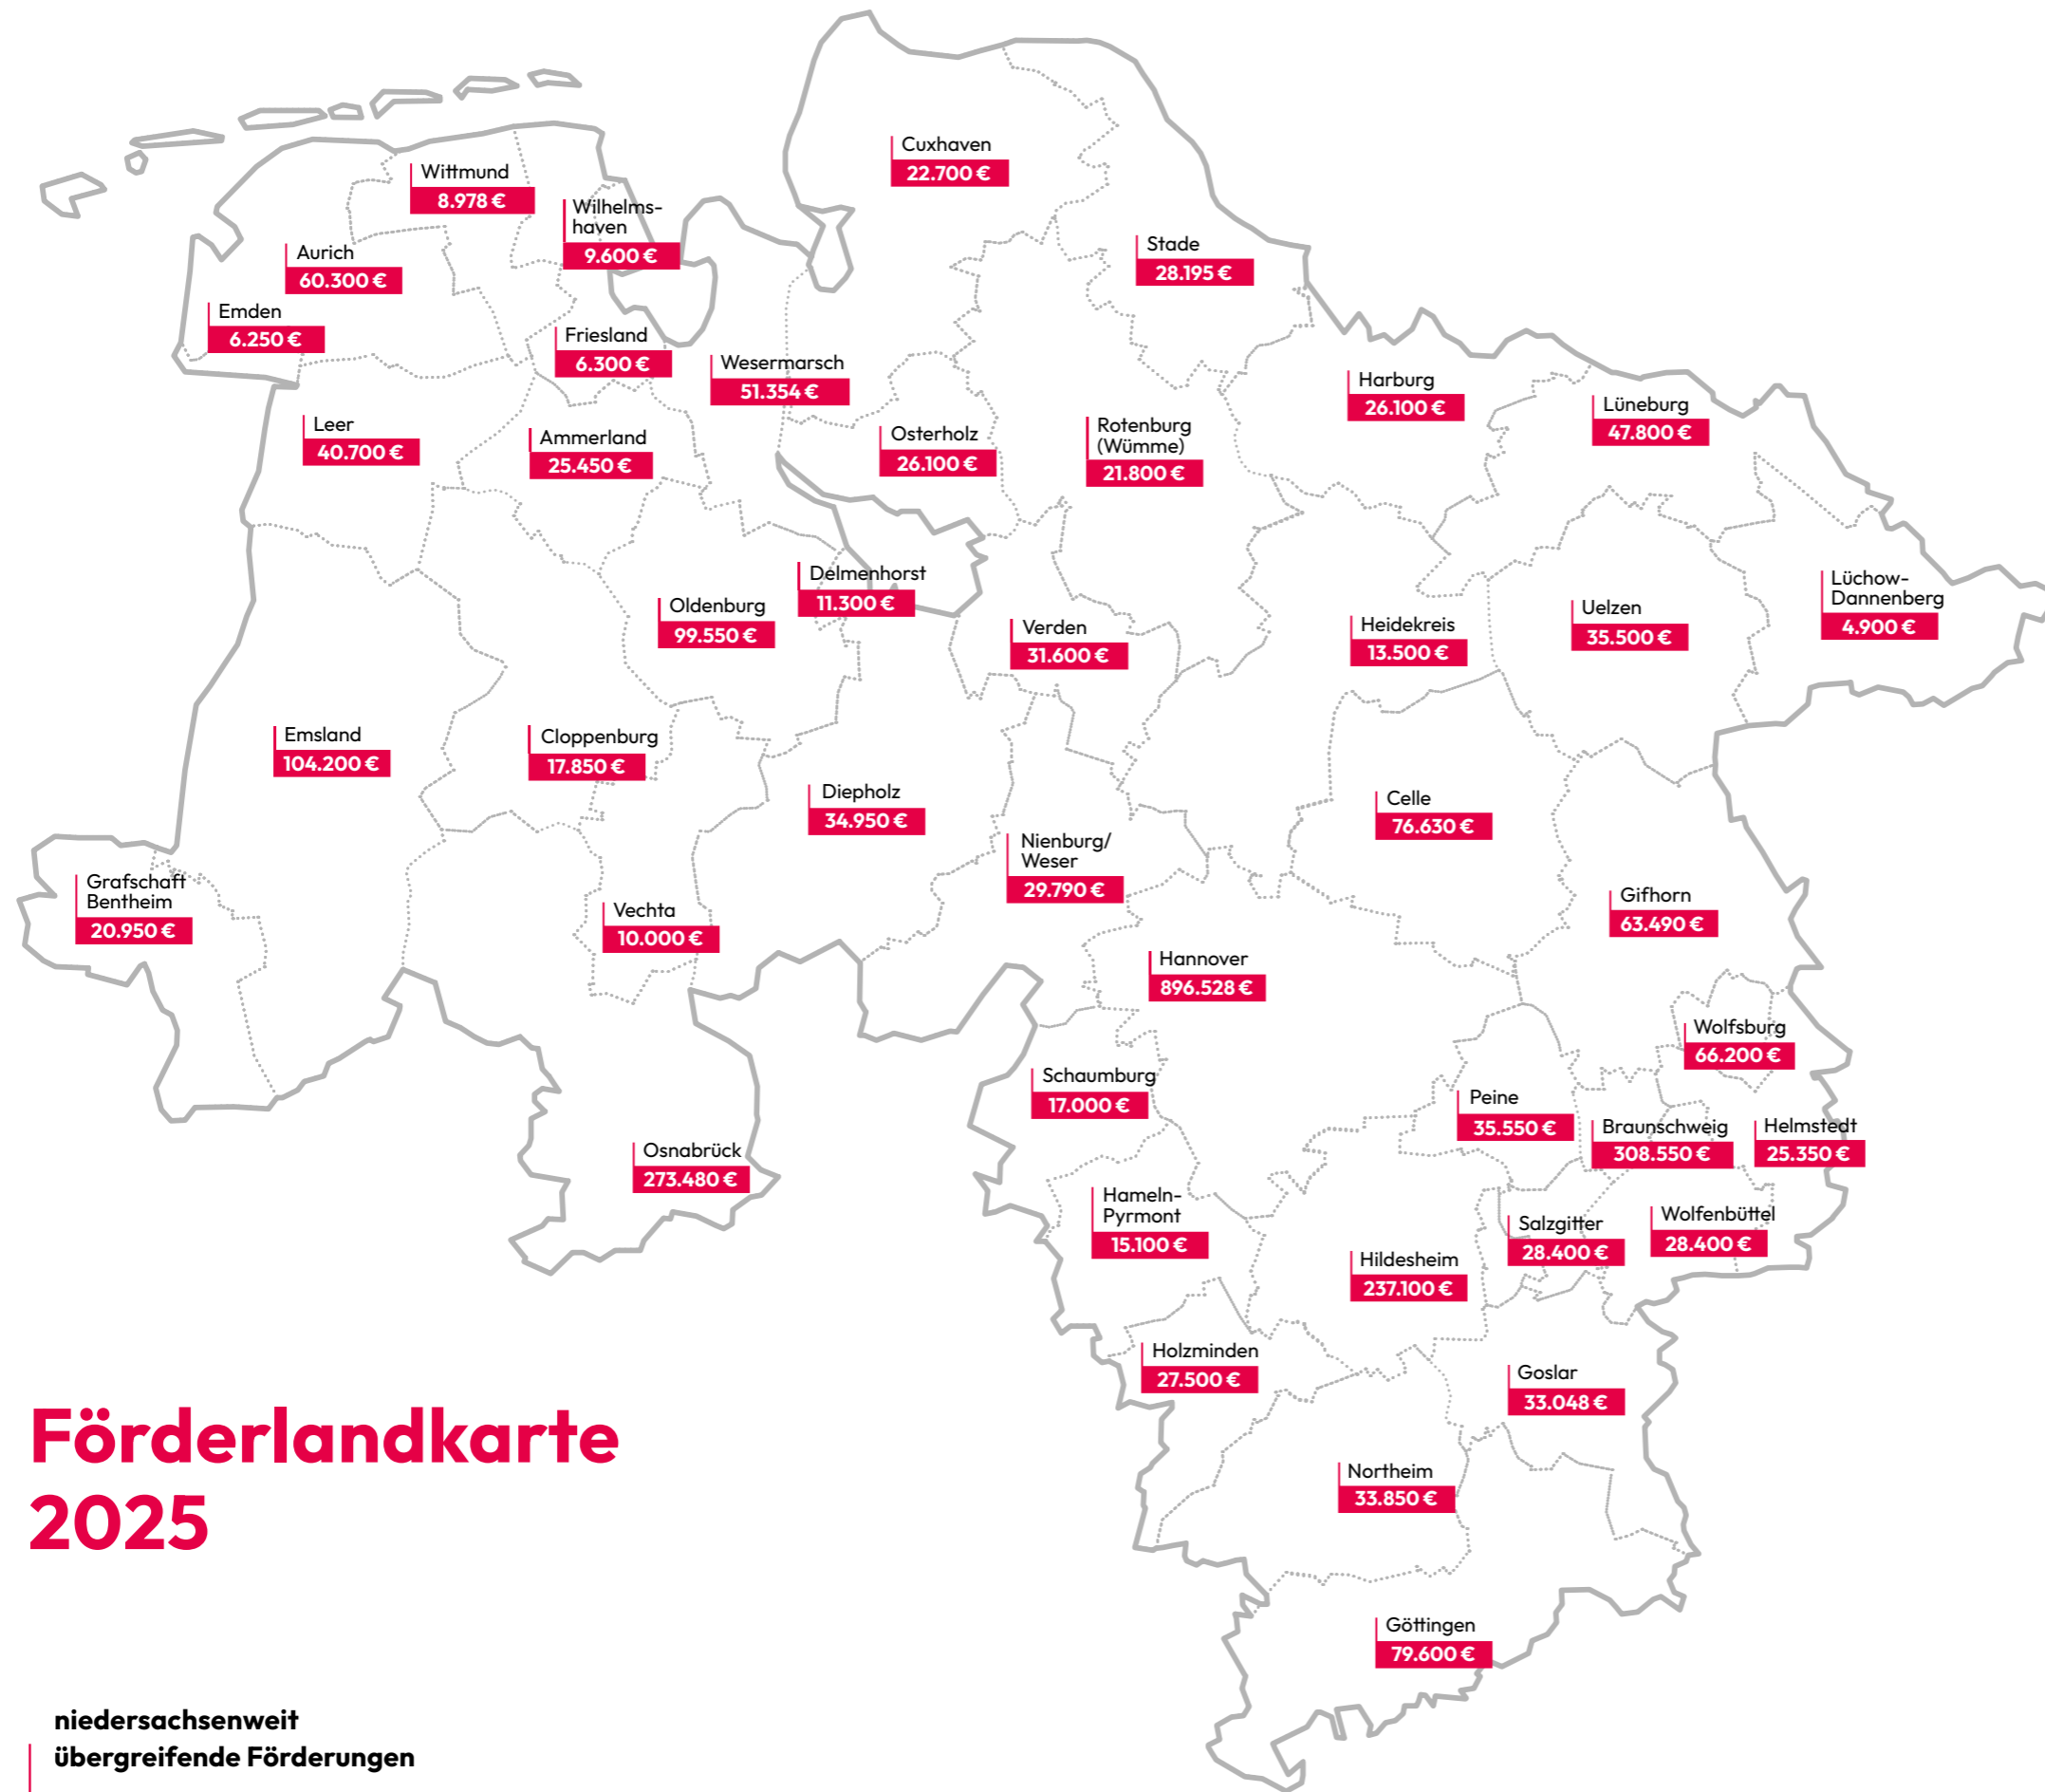 Cuxhaven
22.700 €
Wittmund
8.978 €
Wilhelms-
haven
9.600 €
Aurich
60.300 €
Stade
28.195 €
Emden
6.250 €
Friesland
6.300 €
Wesermarsch
51.354 €
Harburg
26.100 €
Lüneburg
47.800 €
Leer
40.700 €
Ammerland
25.450 €
Osterholz
26.100 €
Rotenburg
(Wümme)
21.800 €
Delmenhorst
11.300 €
Oldenburg
99.550 €
Verden
31.600 €
Heidekreis
13.500 €
Uelzen
35.500 €
Lüchow-
Dannenberg
4.900 €
Emsland
104.200 €
Cloppenburg
17.850 €
Diepholz
34.950 €
Celle
76.630 €
Nienburg/
Weser
29.790 €
Grafschaft
Bentheim
20.950 €
Vechta
10.000 €
Gifhorn
63.490 €
Hannover
896.528 €
Wolfsburg
66.200 €
Schaumburg
17.000 €
Peine
35.550 €
Braunschweig
308.550 €
Helmstedt
25.350 €
Osnabrück
273.480 €
Hameln-
Pyrmont
15.100 €
Salzgitter
28.400 €
Wolfenbüttel
28.400 €
Hildesheim
237.100 €
Holzminden
27.500 €
Goslar
33.048 €
Northeim
33.850 €
Göttingen
79.600 €
Förderlandkarte
2025
niedersachsenweit
übergreifende Förderungen